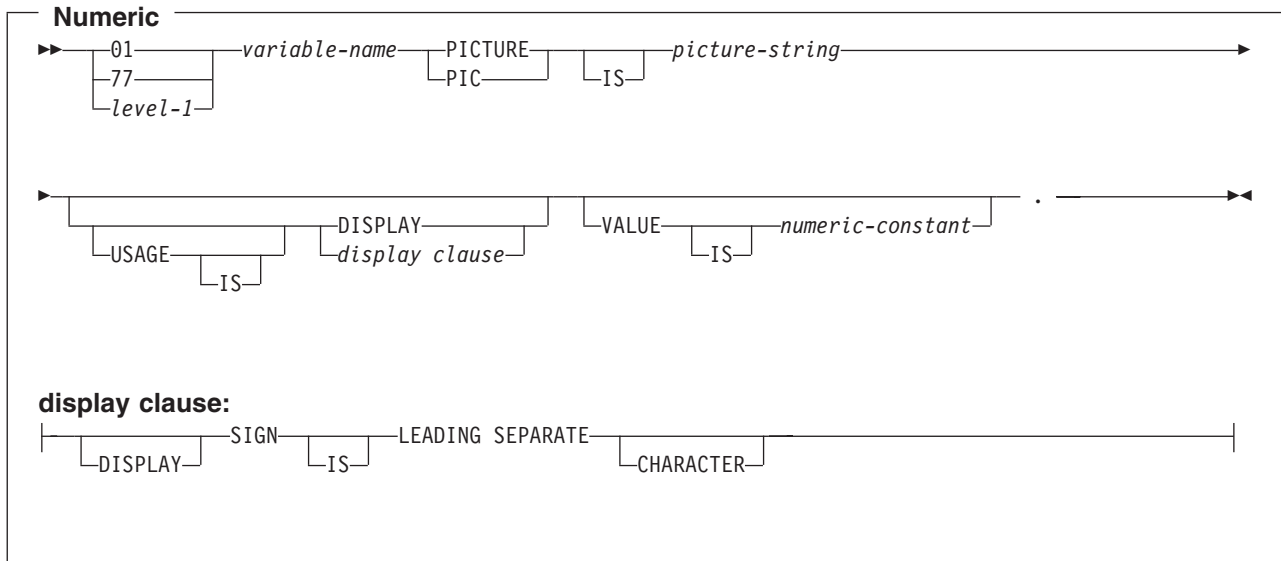 Numeric
01 variable-name PICTURE picture-string
77 PIC IS
level-1
DISPLAY VALUE numeric-constant .
USAGE display clause IS
IS
display clause:
SIGN LEADING SEPARATE
DISPLAY IS CHARACTER